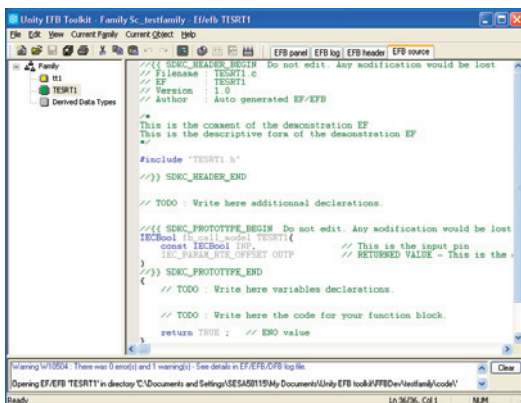 Unity EFB Toolkit - Family Sc_testfamily - Ef/efb TESRT1
File Edit View Current Family Current Object Help
EFB panel EFB log EFB header EFB source
Family
tt1
TESRT1
Derived Data Types
//{{ SDKC_HEADER_BEGIN Do not edit. Any modification would be lost
// Filename : TESRT1.c
// EF : TESRT1
// Version : 1.0
// Author : Auto generated EF/EFB
/*
This is the comment of the demonstration EF
This is the descriptive form of the demonstration EF
*/
#include "TESRT1.h"
//}} SDKC_HEADER_END
// TODO : Write here additionnal declarations.
//{{ SDKC_PROTOTYPE_BEGIN Do not edit. Any modification would be lost
IECBool fb_call_model TESRT1(
const IECBool INP, // This is the input pin
IEC_PARAM_RTE_OFFSET OUTP // RETURNED VALUE - This is the
)
//}} SDKC_PROTOTYPE_END
{
// TODO : Write here variables declarations.
// TODO : Write here the code for your function block.
return TRUE ; // ENO value
}
Warning W10504 : There was 0 error(s) and 1 warning(s) - See details in EF/EFB/DFB log file.
Clear
Opening EF/EFB 'TESRT1' in directory 'C:\Documents and Settings\SESA50115\My Documents\Unity EFB toolkit\FFBDev\testfamily\code\'
Ready Ln 36/36, Col 1 NUM